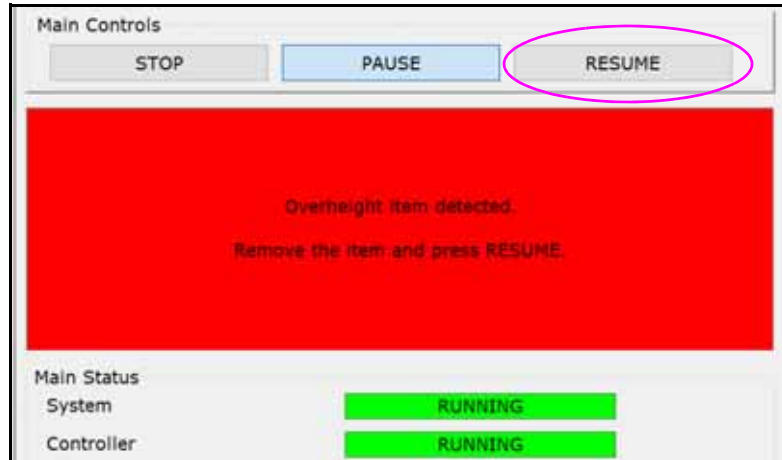 Main Controls
STOP PAUSE RESUME
Overheight item detected.
Remove the item and press RESUME.
Main Status
System RUNNING
Controller RUNNING